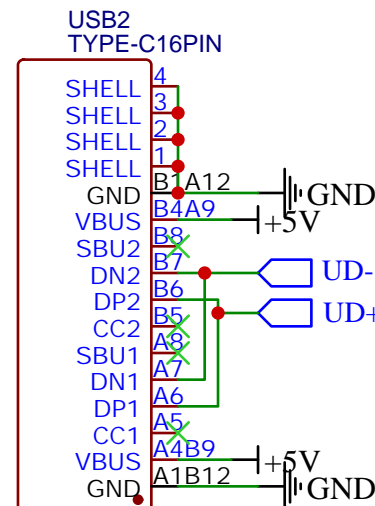 USB2
TYPE-C16PIN
SHELL 4
SHELL 3
SHELL 2
SHELL 1
GND B1A12 GND
VBUS B4A9 +5V
SBU2 B8
DN2 B7 UD-
DP2 B6
CC2 B5 UD+
SBU1 A8
DN1 A7
DP1 A6
CC1 A5
VBUS A4B9 +5V
GND A1B12 GND